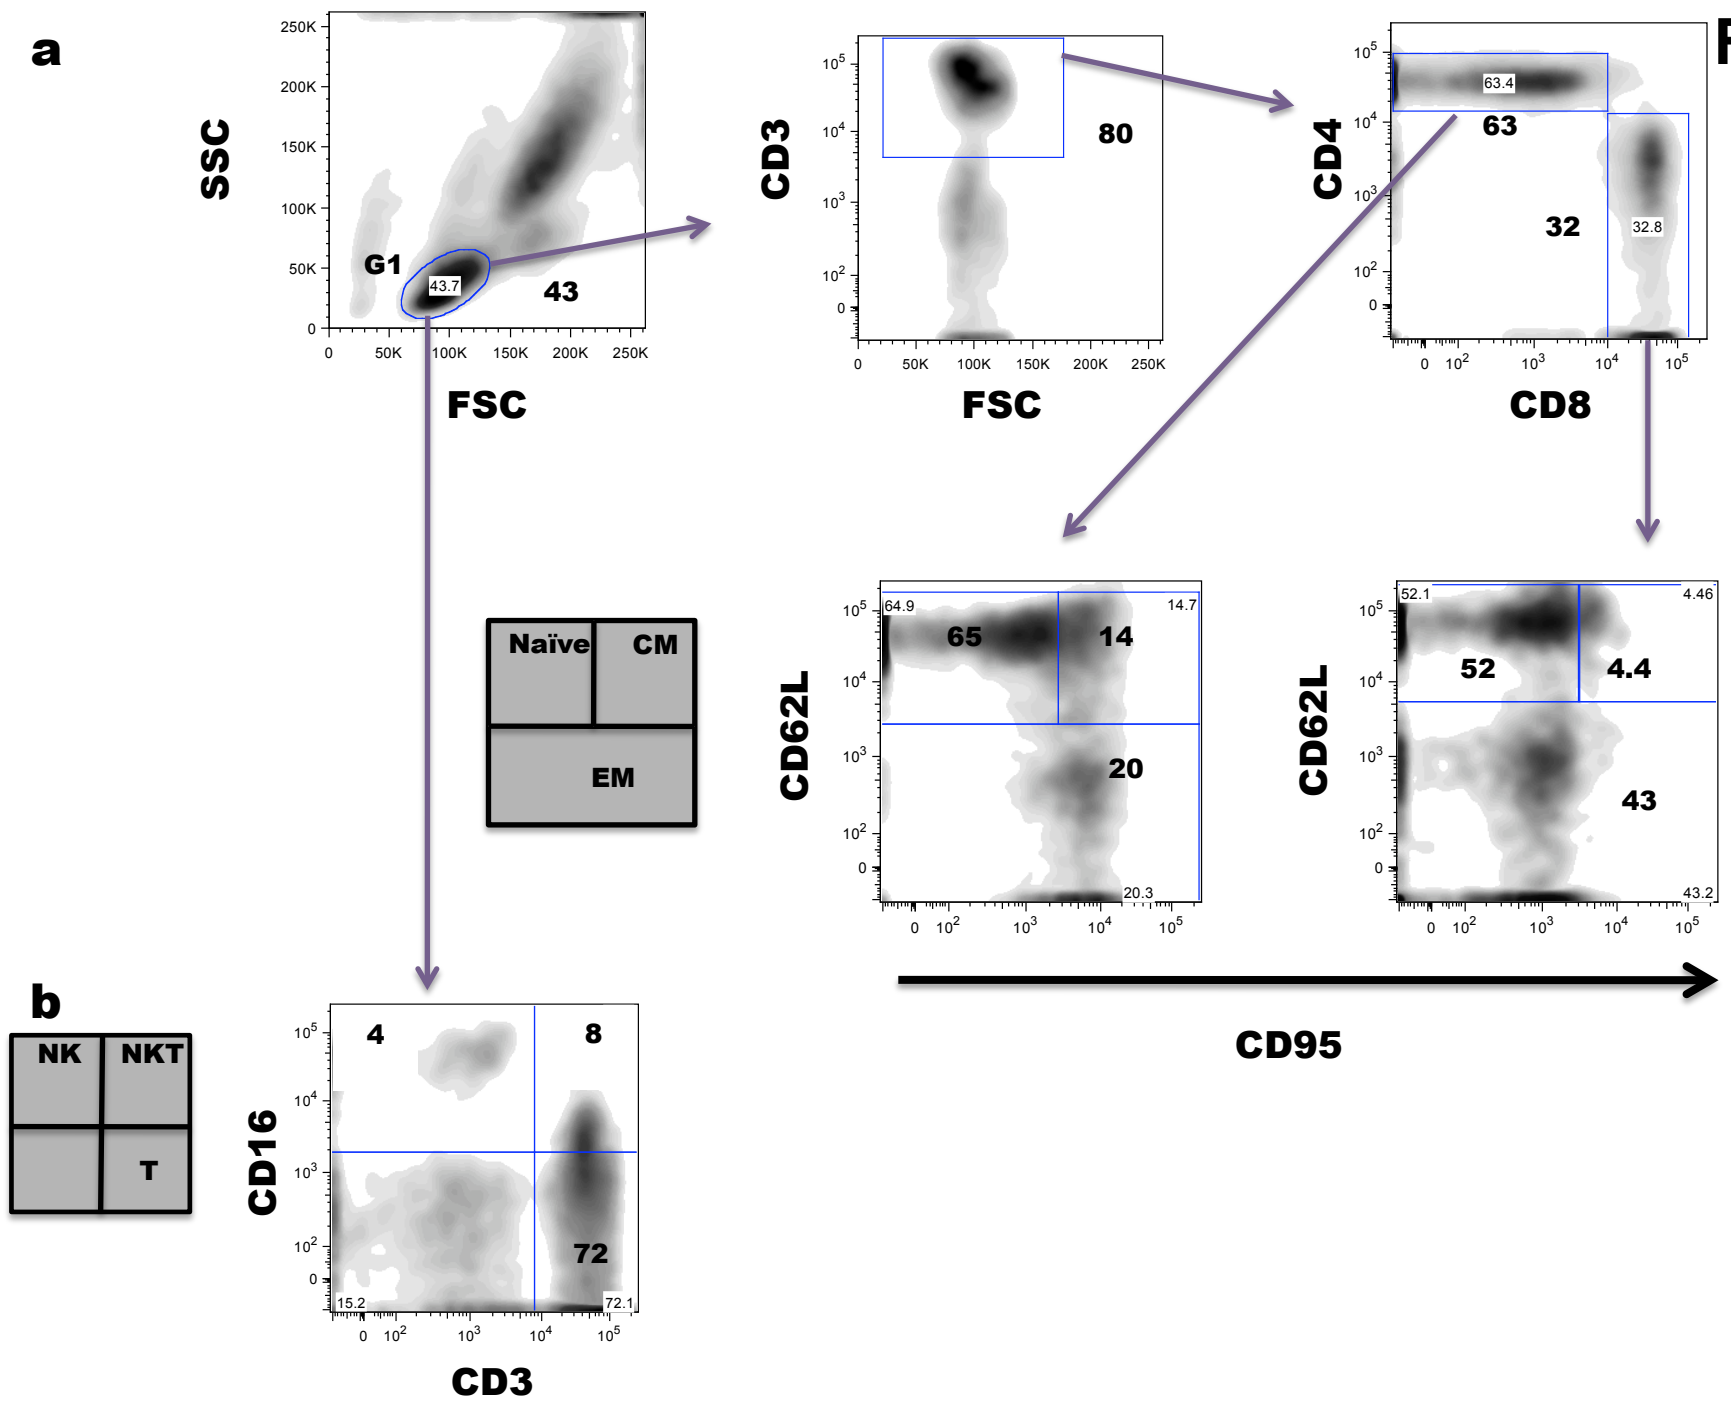 a
250K
200K
150K
100K
50K
0
SSC
G1
43.7
43
0 50K 100K 150K 200K 250K
FSC
10^5
10^4
10^3
10^2
0
CD3
80
0 50K 100K 150K 200K 250K
FSC
10^5
10^4
10^3
10^2
0
CD4
63.4
63
32
32.8
0 10^2 10^3 10^4 10^5
CD8
Naïve CM
EM
10^5
10^4
10^3
10^2
0
CD62L
64.9 14.7
65 14
20
20.3
0 10^2 10^3 10^4 10^5
10^5
10^4
10^3
10^2
0
CD62L
52.1 4.46
52 4.4
43
43.2
0 10^2 10^3 10^4 10^5
CD95
b
NK NKT
T
10^5
10^4
10^3
10^2
0
CD16
4 8
72
15.2 72.1
0 10^2 10^3 10^4 10^5
CD3